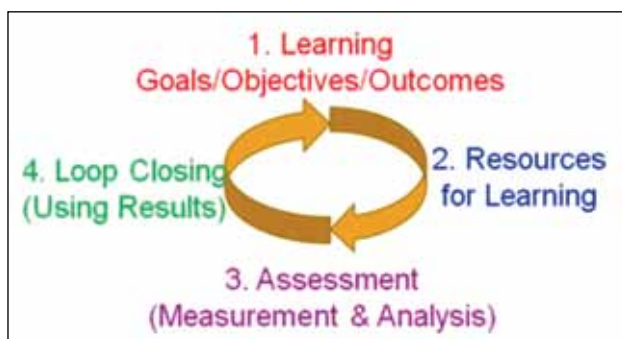 1. Learning
Goals/Objectives/Outcomes
2. Resources
for Learning
3. Assessment
(Measurement & Analysis)
4. Loop Closing
(Using Results)